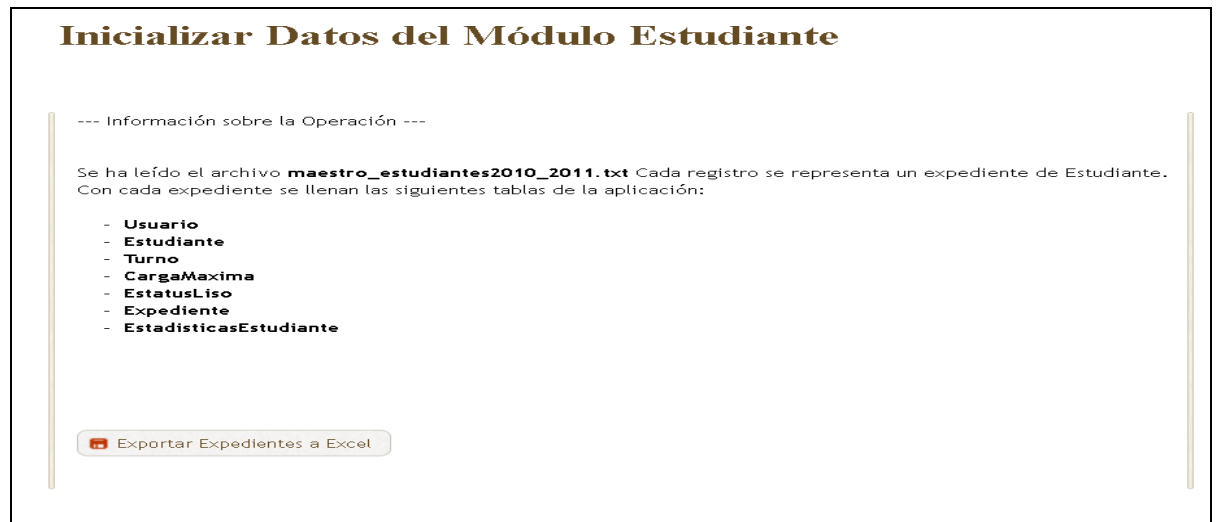 Inicializar Datos del Módulo Estudiante
--- Información sobre la Operación ---
Se ha leído el archivo maestro_estudiantes2010_2011.txt Cada registro se representa un expediente de Estudiante.
Con cada expediente se llenan las siguientes tablas de la aplicación:
- Usuario
- Estudiante
- Turno
- CargaMaxima
- EstatusLiso
- Expediente
- EstadisticasEstudiante
Exportar Expedientes a Excel